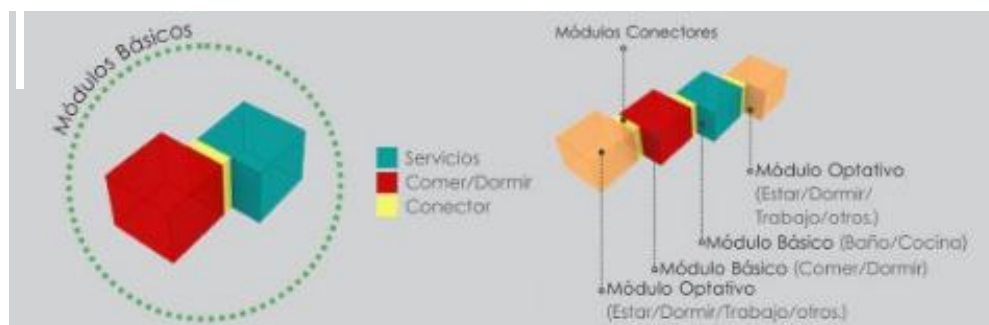 Módulos Básicos
Servicios
Comer/Dormir
Conector
Módulos Conectores
Módulo Optativo
(Estar/Dormir/
Trabajo/otros.)
Módulo Básico (Baño/Cocina)
Módulo Básico (Comer/Dormir)
Módulo Optativo
(Estar/Dormir/Trabajo/otros.)